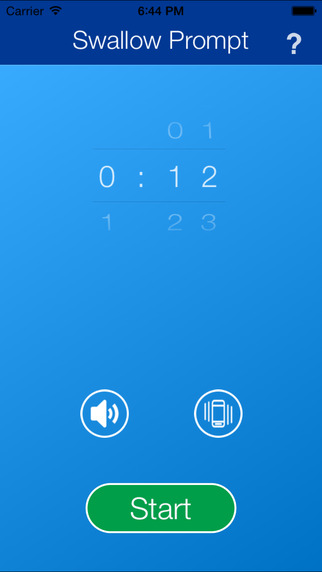 Carrier 6:44 PM
Swallow Prompt ?
0 1
0 : 1 2
1 2 3
Start